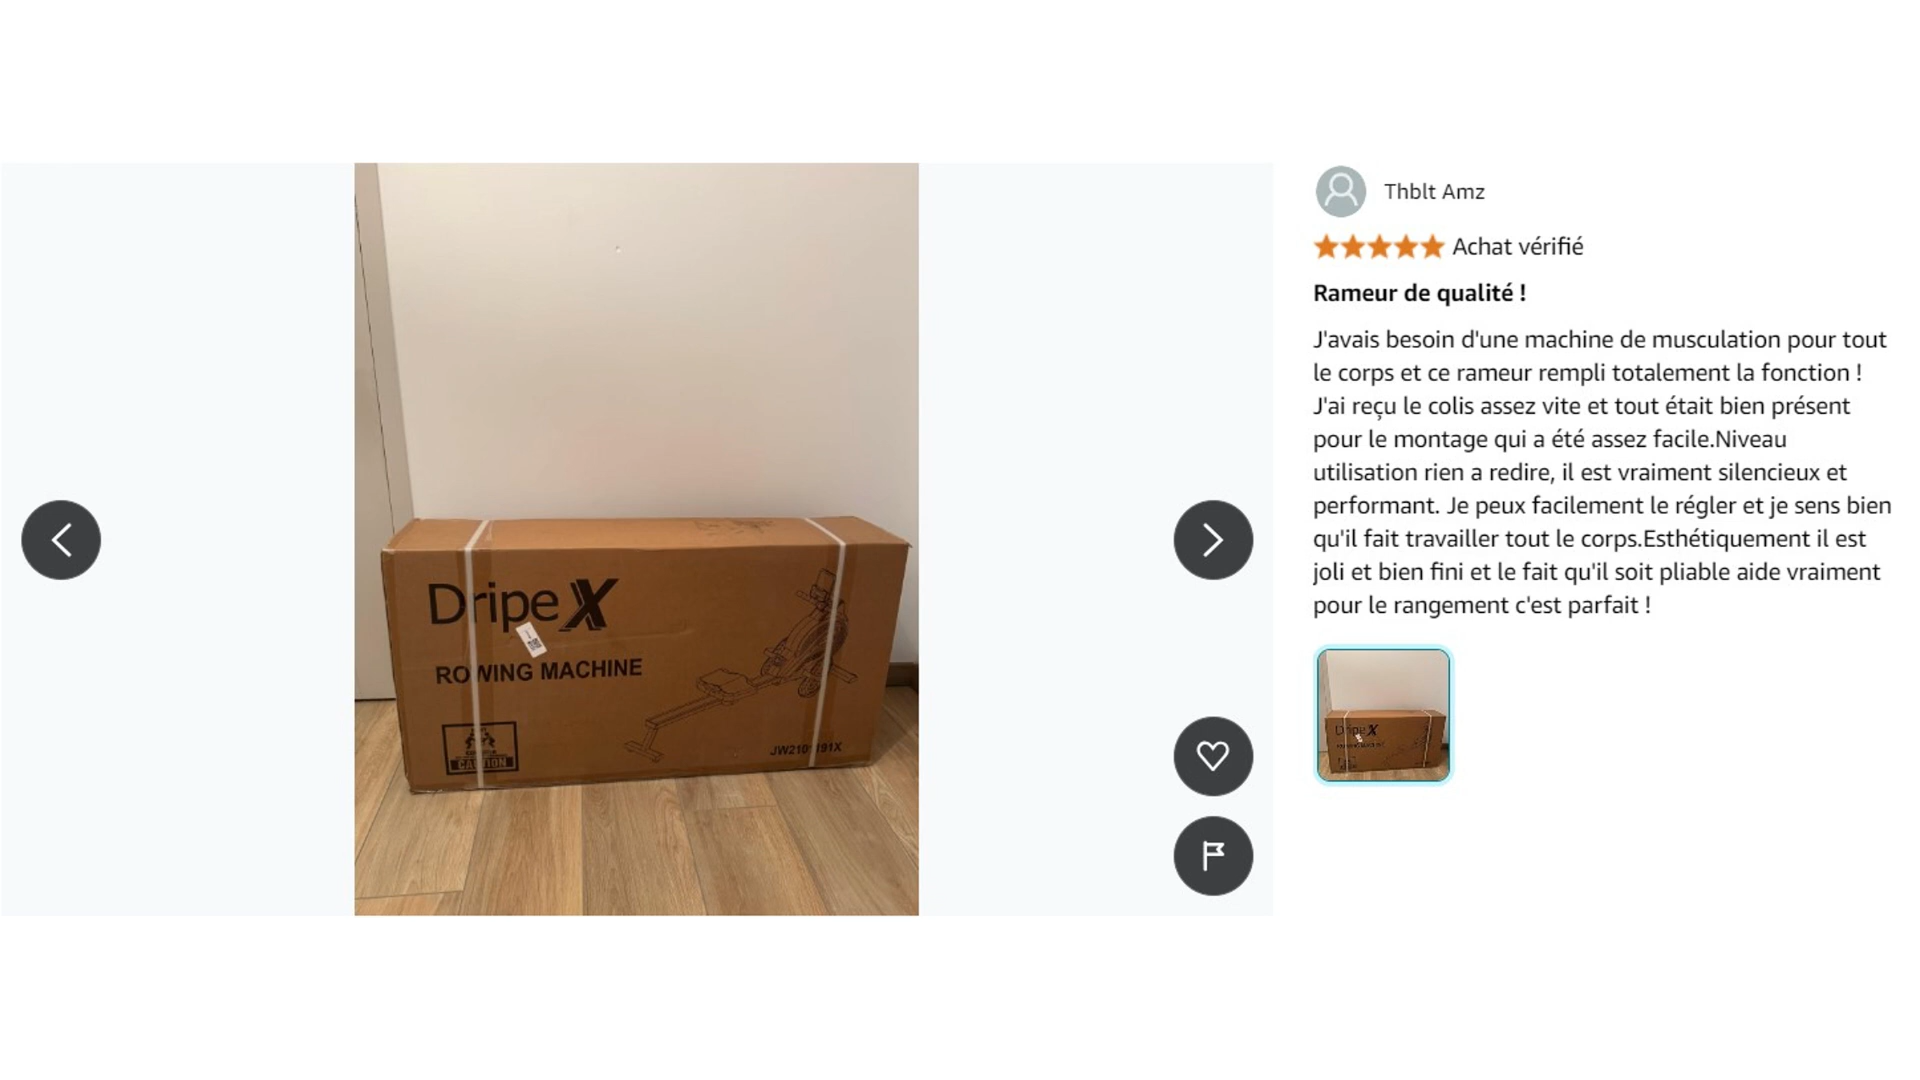 Thblt Amz
Achat vérifié
Rameur de qualité !
J'avais besoin d'une machine de musculation pour tout
le corps et ce rameur rempli totalement la fonction !
J'ai reçu le colis assez vite et tout était bien présent
pour le montage qui a été assez facile.Niveau
utilisation rien a redire, il est vraiment silencieux et
performant. Je peux facilement le régler et je sens bien
qu'il fait travailler tout le corps.Esthétiquement il est
joli et bien fini et le fait qu'il soit pliable aide vraiment
pour le rangement c'est parfait !
DripeX
ROWING MACHINE
CAUTION